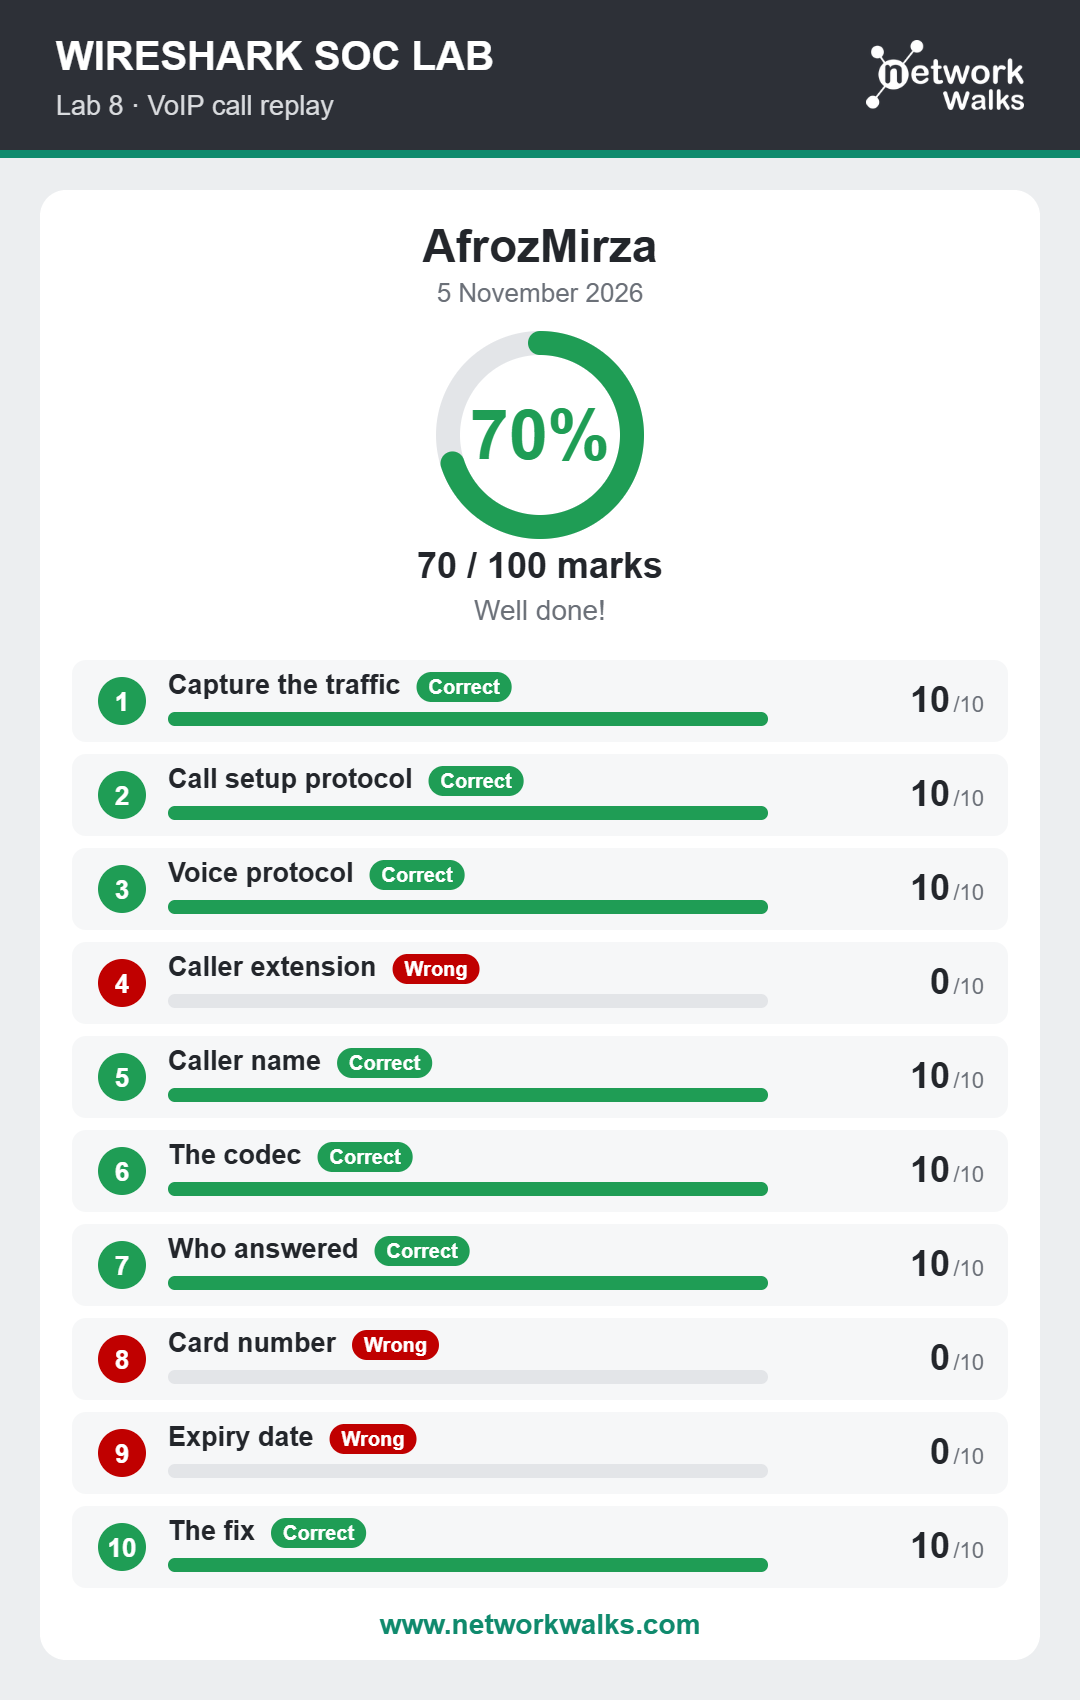 WIRESHARK SOC LAB
Lab 8 · VoIP call replay
network
Walks
AfrozMirza
5 November 2026
70%
70 / 100 marks
Well done!
1 Capture the traffic Correct 10 /10
2 Call setup protocol Correct 10 /10
3 Voice protocol Correct 10 /10
4 Caller extension Wrong 0 /10
5 Caller name Correct 10 /10
6 The codec Correct 10 /10
7 Who answered Correct 10 /10
8 Card number Wrong 0 /10
9 Expiry date Wrong 0 /10
10 The fix Correct 10 /10
www.networkwalks.com